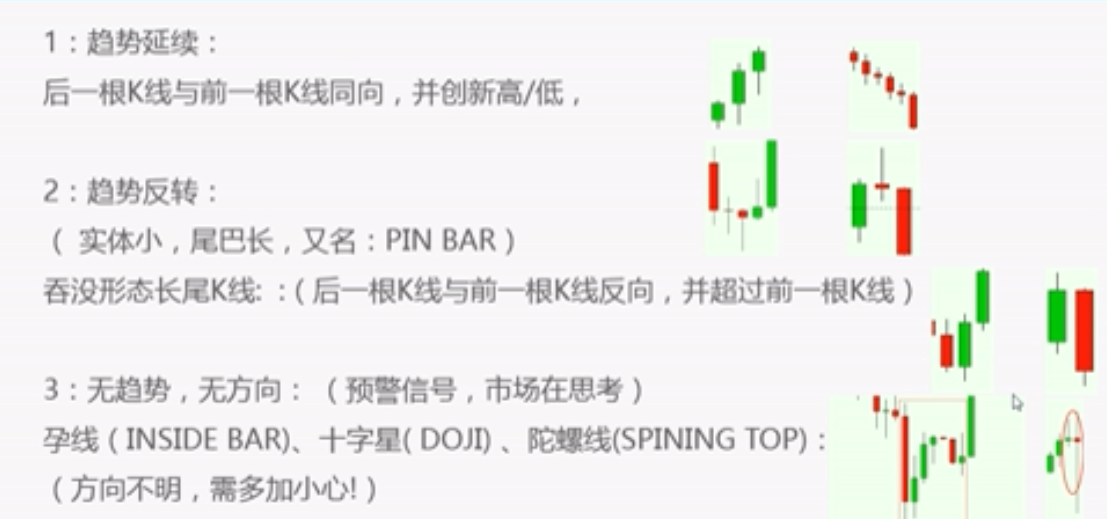 1：趋势延续：
后一根K线与前一根K线同向，并创新高/低，
2：趋势反转：
（ 实体小，尾巴长，又名：PIN BAR ）
吞没形态长尾K线:：( 后一根K线与前一根K线反向，并超过前一根K线 ）
3：无趋势，无方向： （ 预警信号，市场在思考 ）
孕线 ( INSIDE BAR)、十字星( DOJI) 、陀螺线(SPINING TOP)：
（ 方向不明，需多加小心! ）